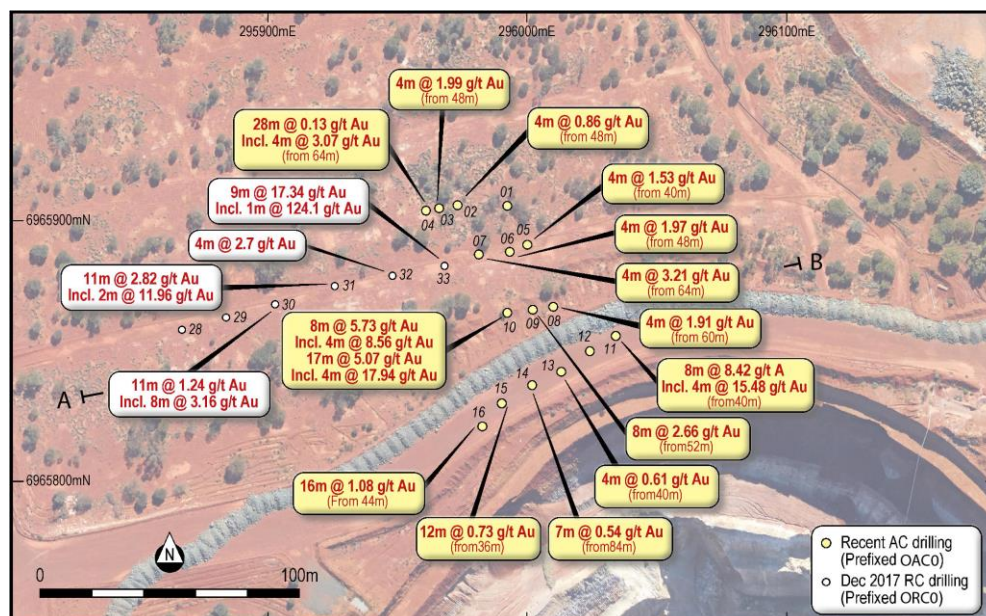 295900mE
296000mE
296100mE
4m @ 1.99 g/t Au
(from 48m)
28m @ 0.13 g/t Au
Incl. 4m @ 3.07 g/t Au
(from 64m)
4m @ 0.86 g/t Au
(from 48m)
9m @ 17.34 g/t Au
Incl. 1m @ 124.1 g/t Au
4m @ 1.53 g/t Au
(from 40m)
6965900mN
04
03
02
01
05
06
07
4m @ 1.97 g/t Au
(from 48m)
4m @ 2.7 g/t Au
33
32
B
11m @ 2.82 g/t Au
Incl. 2m @ 11.96 g/t Au
31
4m @ 3.21 g/t Au
(from 64m)
30
29
28
8m @ 5.73 g/t Au
Incl. 4m @ 8.56 g/t Au
17m @ 5.07 g/t Au
Incl. 4m @ 17.94 g/t Au
10
09
08
4m @ 1.91 g/t Au
(from 60m)
12
11
A
11m @ 1.24 g/t Au
Incl. 8m @ 3.16 g/t Au
13
14
15
16
8m @ 8.42 g/t A
Incl. 4m @ 15.48 g/t Au
(from40m)
8m @ 2.66 g/t Au
(from52m)
6965800mN
16m @ 1.08 g/t Au
(From 44m)
4m @ 0.61 g/t Au
(from40m)
12m @ 0.73 g/t Au
(from36m)
7m @ 0.54 g/t Au
(from84m)
N
0
100m
Recent AC drilling
(Prefixed OAC0)
Dec 2017 RC drilling
(Prefixed ORC0)